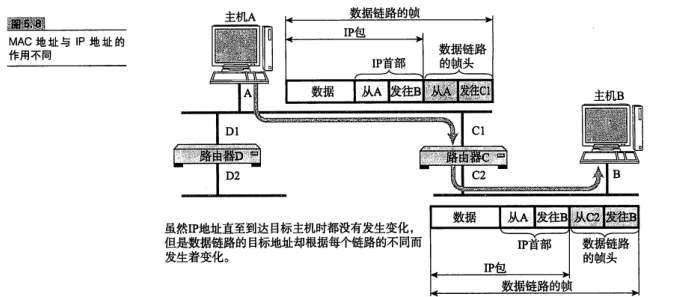 图5.8
MAC 地址与 IP 地址的
作用不同
主机A
数据链路的帧
IP包
IP首部
数据链路
的帧头
数据
从A
发往B
从A
发往C1
A
主机B
D1
C1
路由器D
路由器C
D2
C2
B
虽然IP地址直至到达目标主机时都没有发生变化，
但是数据链路的目标地址却根据每个链路的不同而
发生着变化。
数据
从A
发往B
从C2
发往B
IP首部
数据链路
的帧头
IP包
数据链路的帧